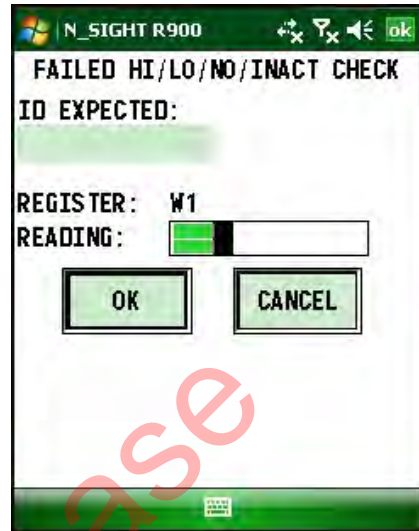 N_SIGHT R900 ok
FAILED HI/LO/NO/INACT CHECK
ID EXPECTED:
REGISTER: W1
READING:
OK CANCEL
ase